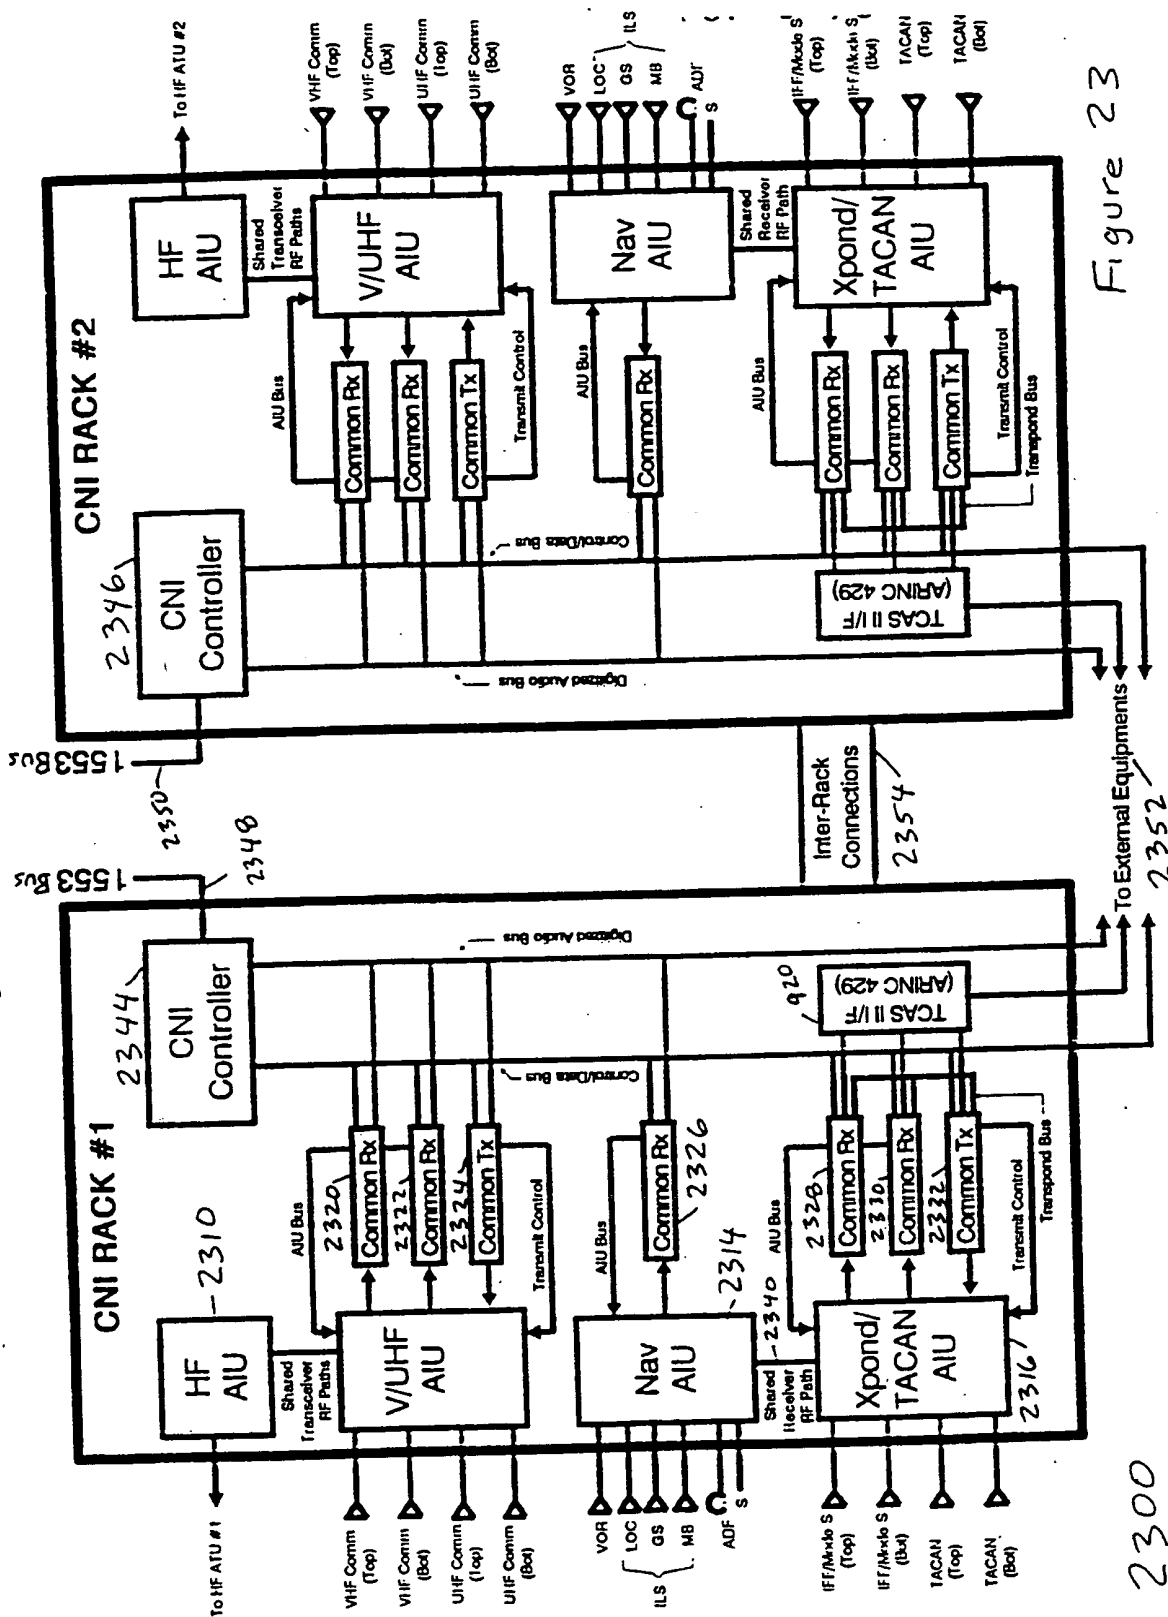 CNI RACK #1
To HF ATU #1
HF
AIU
2310
Shared
Transceiver
RF Paths
VHF Comm
(Top)
VHF Comm
(Bot)
UHF Comm
(Top)
UHF Comm
(Bot)
V/UHF
AIU
AIU Bus
2320
Common Rx
2322
Common Rx
2324
Common Tx
Transmit Control
2344
CNI
Controller
1553 Bus
2348
Control/Data Bus
Digitized Audio Bus
VOR
LOC
GS
MB
ILS
ADF
C
S
Nav
AIU
2314
AIU Bus
Common Rx
2326
Shared
Receiver
RF Path
2340
IFF/Mode S
(Top)
IFF/Mode S
(Bot)
TACAN
(Top)
TACAN
(Bot)
Xpond/
TACAN
AIU
2316
AIU Bus
2328
Common Rx
2330
Common Rx
2332
Common Tx
Transmit Control
Transpond Bus
920
TCAS II I/F
(ARINC 429)
Inter-Rack
Connections
2354
To External Equipments
2352
CNI RACK #2
1553 Bus
2350
2346
CNI
Controller
HF
AIU
To HF ATU #2
Shared
Transceiver
RF Paths
AIU Bus
Common Rx
Common Rx
Common Tx
Transmit Control
V/UHF
AIU
VHF Comm
(Top)
VHF Comm
(Bot)
UHF Comm
(Top)
UHF Comm
(Bot)
Digitized Audio Bus
Control/Data Bus
AIU Bus
Common Rx
Nav
AIU
VOR
LOC
GS
MB
ILS
ADF
C
S
Shared
Receiver
RF Path
TCAS II I/F
(ARINC 429)
AIU Bus
Common Rx
Common Rx
Common Tx
Transmit Control
Transpond Bus
Xpond/
TACAN
AIU
IFF/Mode S
(Top)
IFF/Mode S
(Bot)
TACAN
(Top)
TACAN
(Bot)
2300
Figure 23